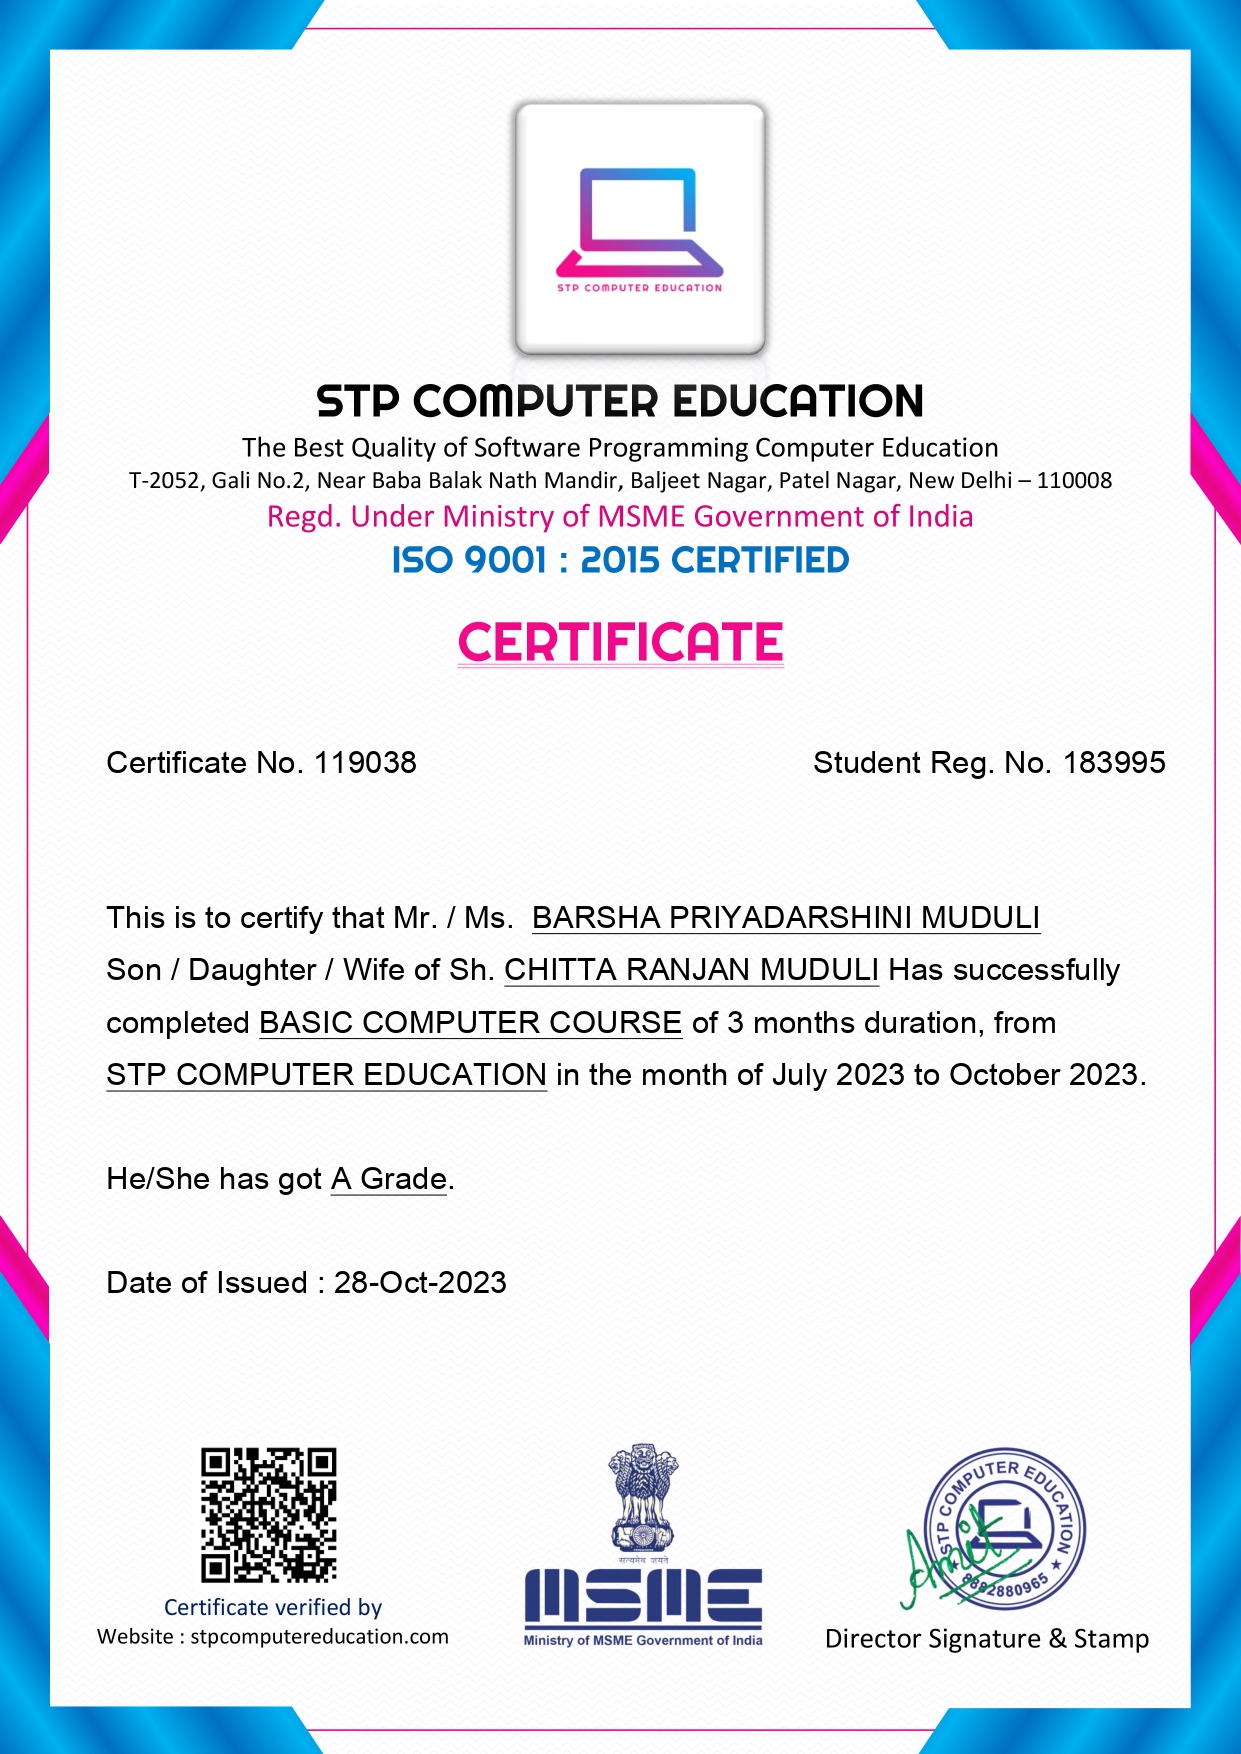 STP COMPUTER EDUCATION
STP COMPUTER EDUCATION
The Best Quality of Software Programming Computer Education
T-2052, Gali No.2, Near Baba Balak Nath Mandir, Baljeet Nagar, Patel Nagar, New Delhi – 110008
Regd. Under Ministry of MSME Government of India
ISO 9001 : 2015 CERTIFIED
CERTIFICATE
Certificate No. 119038 Student Reg. No. 183995
This is to certify that Mr. / Ms. BARSHA PRIYADARSHINI MUDULI
Son / Daughter / Wife of Sh. CHITTA RANJAN MUDULI Has successfully
completed BASIC COMPUTER COURSE of 3 months duration, from
STP COMPUTER EDUCATION in the month of July 2023 to October 2023.
He/She has got A Grade.
Date of Issued : 28-Oct-2023
Certificate verified by
Website : stpcomputereducation.com
सत्यमेव जयते
MSME
Ministry of MSME Government of India
STP COMPUTER EDUCATION
★ 8882880965 ★
Amit
Director Signature & Stamp